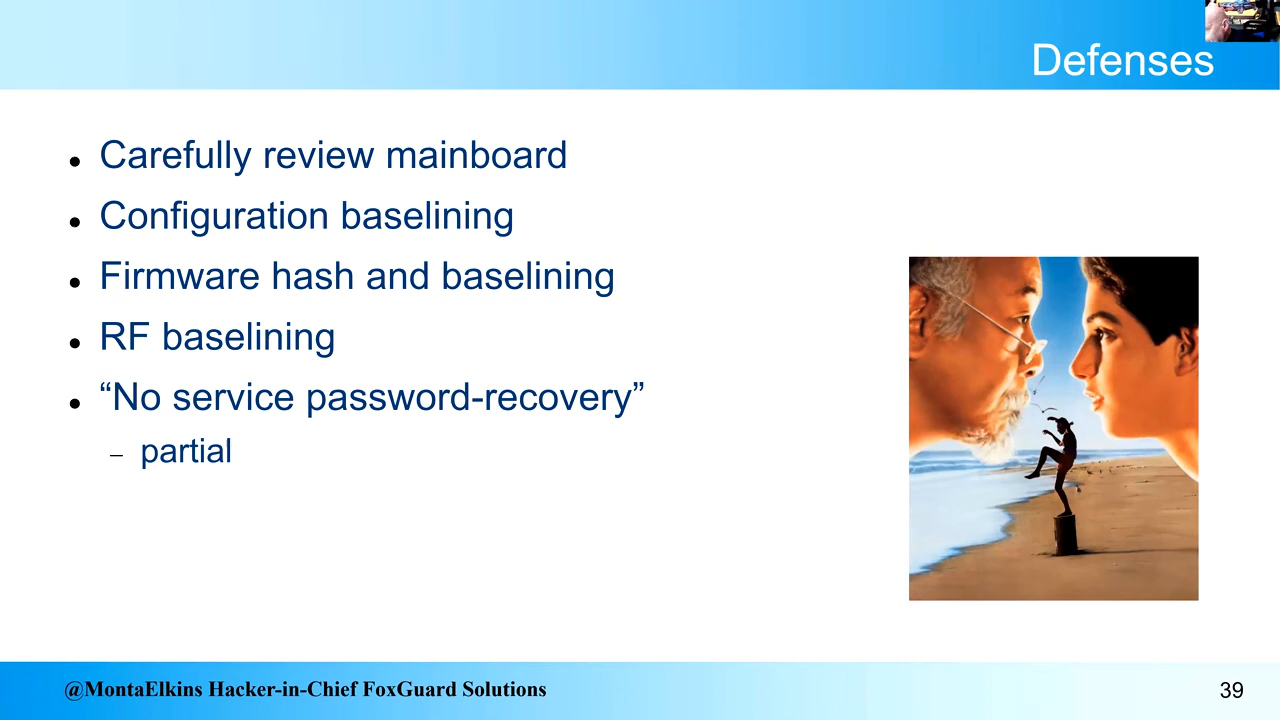 Defenses
Carefully review mainboard
Configuration baselining
Firmware hash and baselining
RF baselining
“No service password-recovery”
– partial
@MontaElkins Hacker-in-Chief FoxGuard Solutions
39